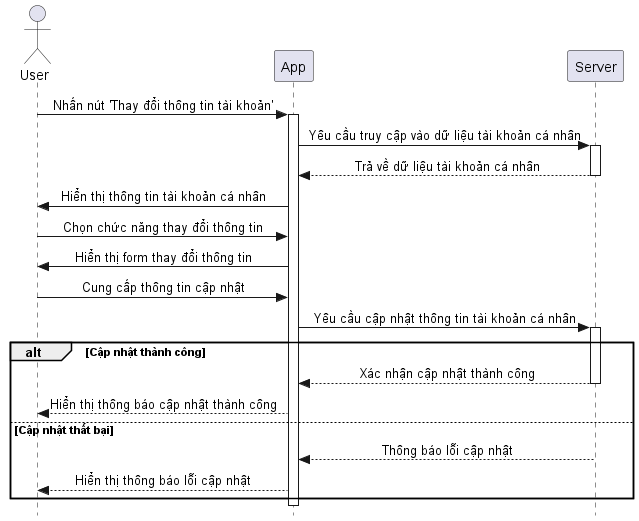 User
App
Server
Nhấn nút 'Thay đổi thông tin tài khoản'
Yêu cầu truy cập vào dữ liệu tài khoản cá nhân
Trả về dữ liệu tài khoản cá nhân
Hiển thị thông tin tài khoản cá nhân
Chọn chức năng thay đổi thông tin
Hiển thị form thay đổi thông tin
Cung cấp thông tin cập nhật
Yêu cầu cập nhật thông tin tài khoản cá nhân
alt [Cập nhật thành công]
Xác nhận cập nhật thành công
Hiển thị thông báo cập nhật thành công
[Cập nhật thất bại]
Thông báo lỗi cập nhật
Hiển thị thông báo lỗi cập nhật